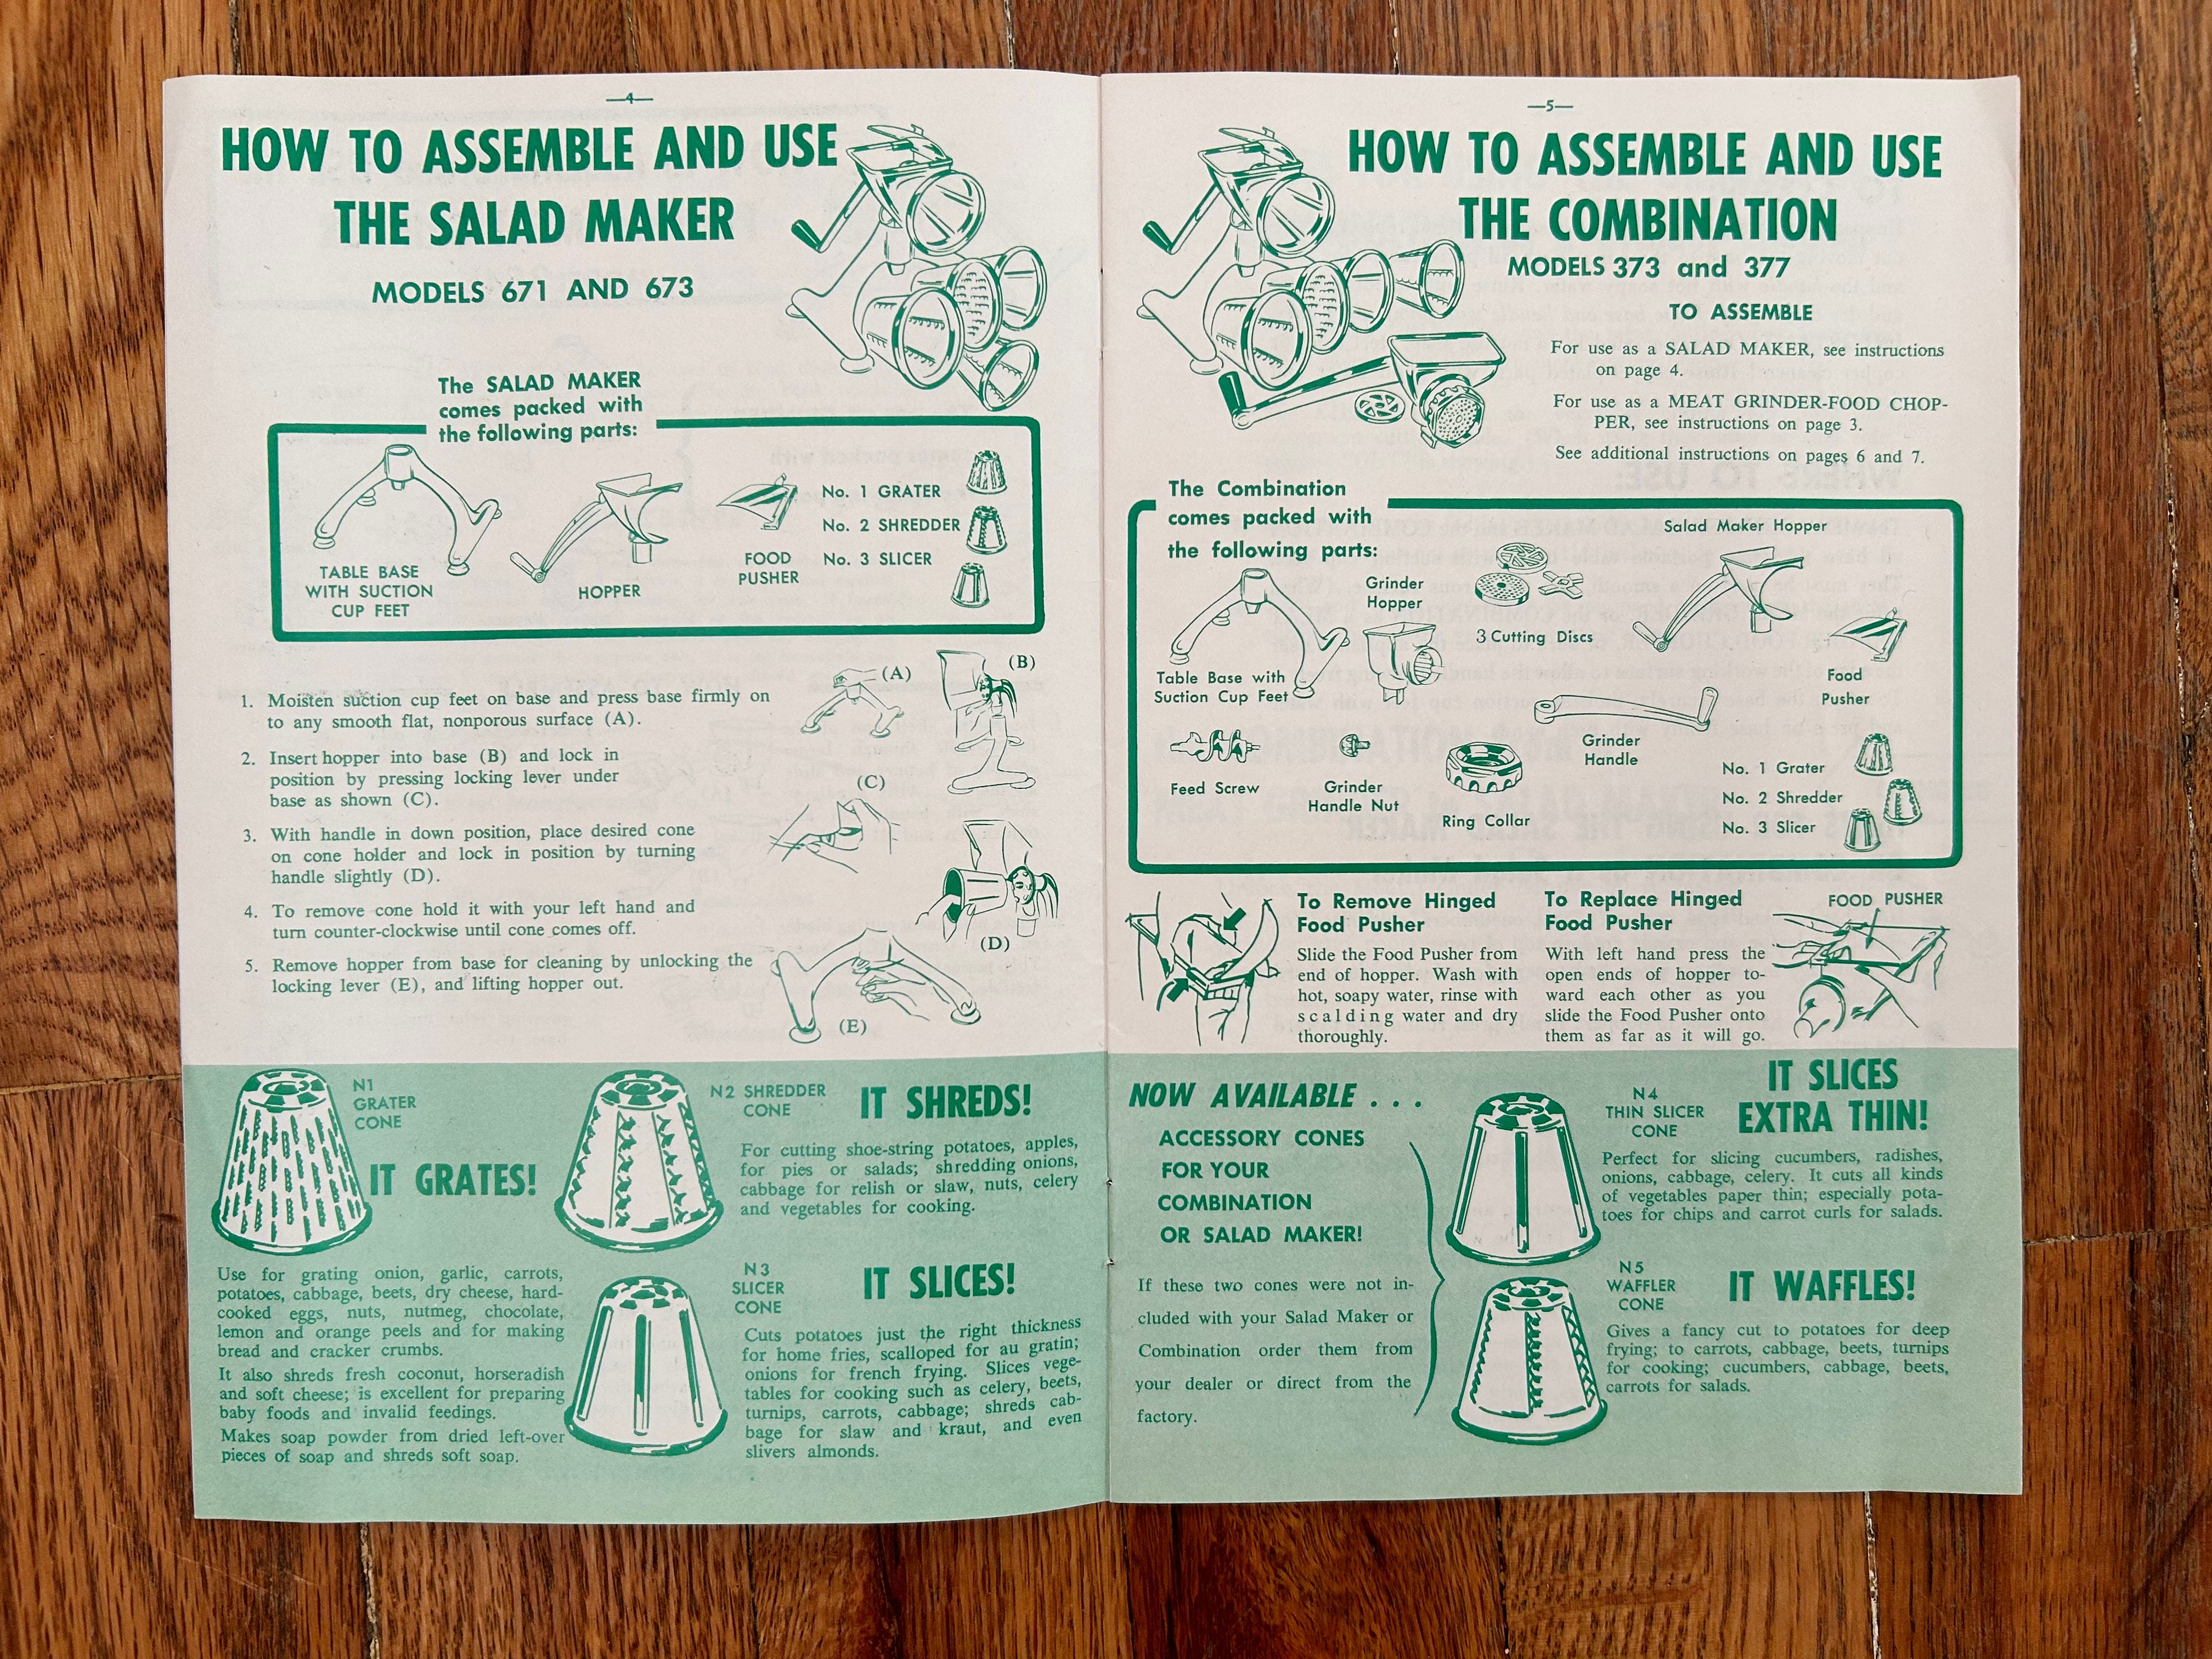 —4—
HOW TO ASSEMBLE AND USE
THE SALAD MAKER
MODELS 671 AND 673
The SALAD MAKER
comes packed with
the following parts:
TABLE BASE
WITH SUCTION
CUP FEET
HOPPER
FOOD
PUSHER
No. 1 GRATER
No. 2 SHREDDER
No. 3 SLICER
1. Moisten suction cup feet on base and press base firmly on
to any smooth flat, nonporous surface (A).
2. Insert hopper into base (B) and lock in
position by pressing locking lever under
base as shown (C).
3. With handle in down position, place desired cone
on cone holder and lock in position by turning
handle slightly (D).
4. To remove cone hold it with your left hand and
turn counter-clockwise until cone comes off.
5. Remove hopper from base for cleaning by unlocking the
locking lever (E), and lifting hopper out.
(A)
(B)
(C)
(D)
(E)
N1
GRATER
CONE
IT GRATES!
Use for grating onion, garlic, carrots,
potatoes, cabbage, beets, dry cheese, hard-
cooked eggs, nuts, nutmeg, chocolate,
lemon and orange peels and for making
bread and cracker crumbs.
It also shreds fresh coconut, horseradish
and soft cheese; is excellent for preparing
baby foods and invalid feedings.
Makes soap powder from dried left-over
pieces of soap and shreds soft soap.
N2 SHREDDER
CONE
IT SHREDS!
For cutting shoe-string potatoes, apples,
for pies or salads; shredding onions,
cabbage for relish or slaw, nuts, celery
and vegetables for cooking.
N3
SLICER
CONE
IT SLICES!
Cuts potatoes just the right thickness
for home fries, scalloped for au gratin;
onions for french frying. Slices vege-
tables for cooking such as celery, beets,
turnips, carrots, cabbage; shreds cab-
bage for slaw and kraut, and even
slivers almonds.
—5—
HOW TO ASSEMBLE AND USE
THE COMBINATION
MODELS 373 and 377
TO ASSEMBLE
For use as a SALAD MAKER, see instructions
on page 4.
For use as a MEAT GRINDER-FOOD CHOP-
PER, see instructions on page 3.
See additional instructions on pages 6 and 7.
The Combination
comes packed with
the following parts:
Table Base with
Suction Cup Feet
Grinder
Hopper
3 Cutting Discs
Salad Maker Hopper
Food
Pusher
Feed Screw
Grinder
Handle Nut
Ring Collar
Grinder
Handle
No. 1 Grater
No. 2 Shredder
No. 3 Slicer
To Remove Hinged
Food Pusher
Slide the Food Pusher from
end of hopper. Wash with
hot, soapy water, rinse with
scalding water and dry
thoroughly.
To Replace Hinged
Food Pusher
With left hand press the
open ends of hopper to-
ward each other as you
slide the Food Pusher onto
them as far as it will go.
FOOD PUSHER
NOW AVAILABLE . . .
ACCESSORY CONES
FOR YOUR
COMBINATION
OR SALAD MAKER!
If these two cones were not in-
cluded with your Salad Maker or
Combination order them from
your dealer or direct from the
factory.
N4
THIN SLICER
CONE
IT SLICES
EXTRA THIN!
Perfect for slicing cucumbers, radishes,
onions, cabbage, celery. It cuts all kinds
of vegetables paper thin; especially pota-
toes for chips and carrot curls for salads.
N5
WAFFLER
CONE
IT WAFFLES!
Gives a fancy cut to potatoes for deep
frying; to carrots, cabbage, beets, turnips
for cooking; cucumbers, cabbage, beets,
carrots for salads.